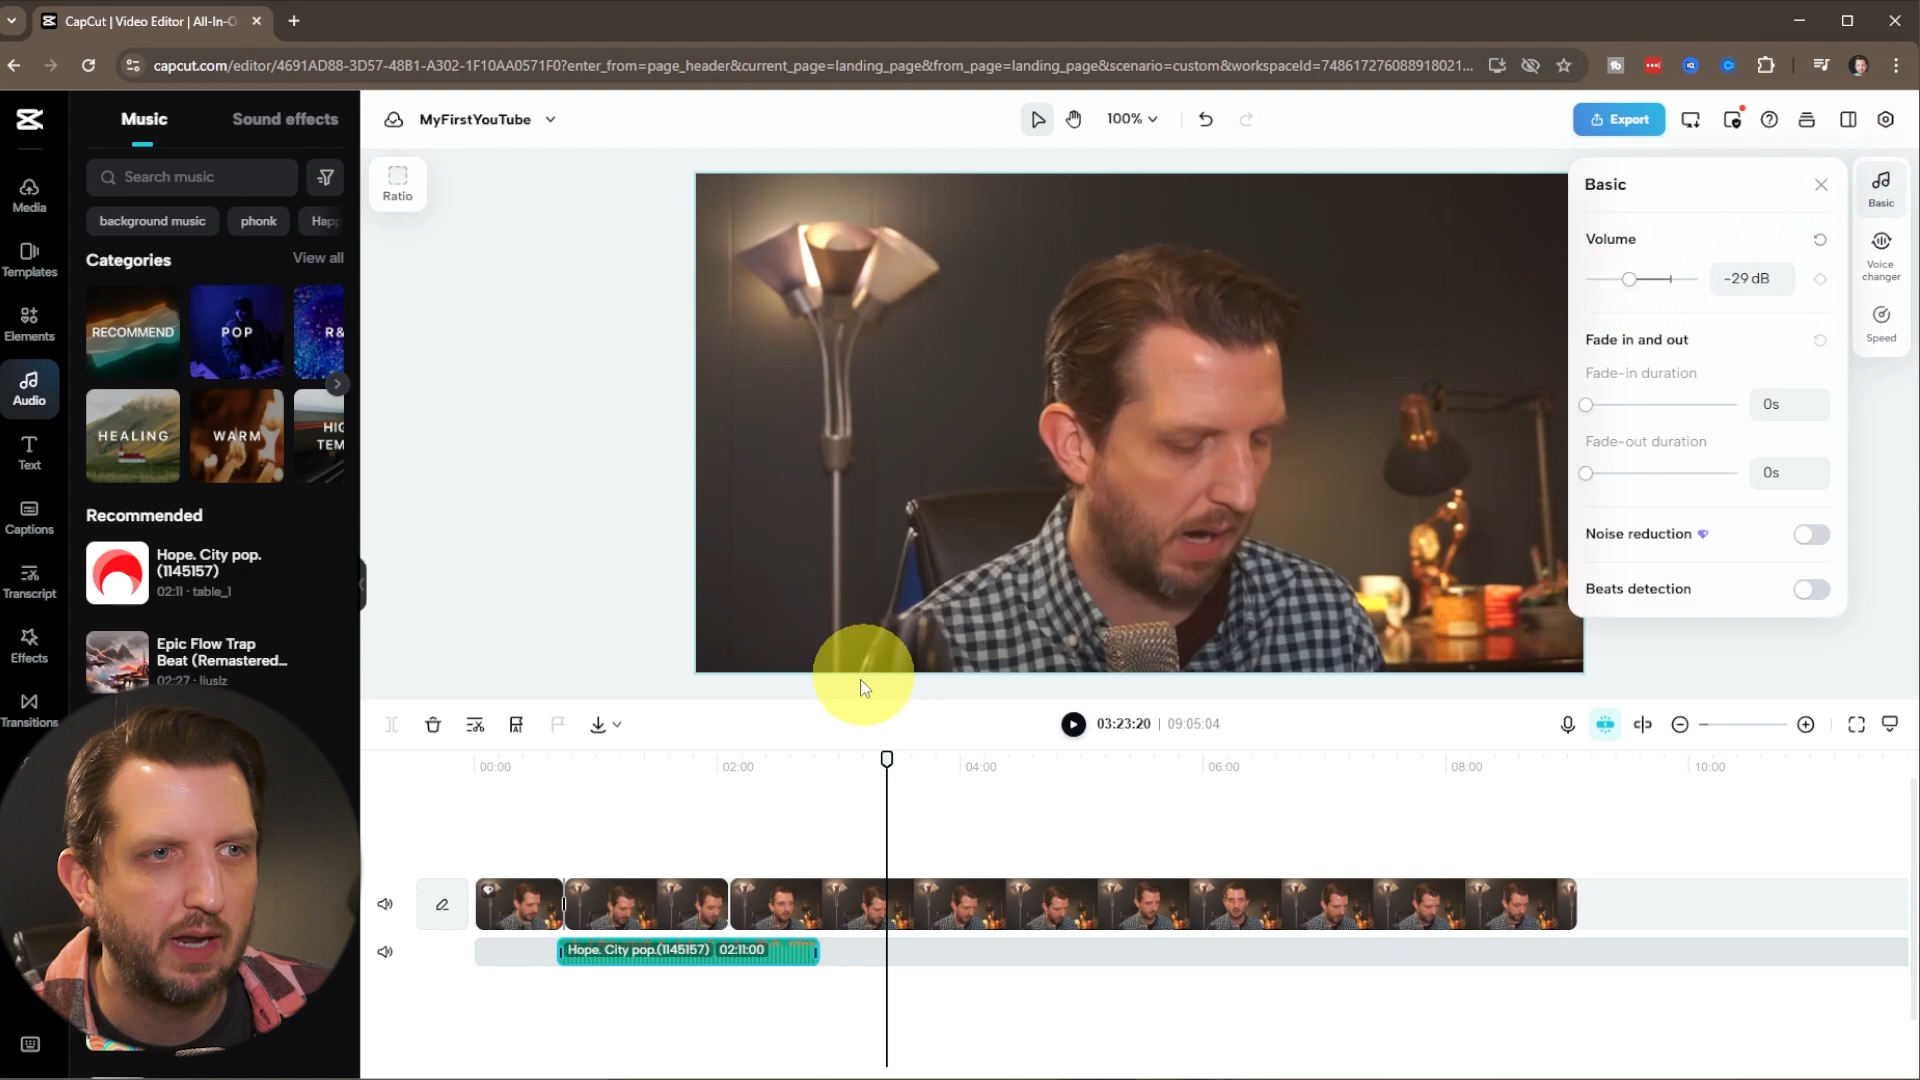 CapCut | Video Editor | All-In-O
capcut.com/editor/4691AD88-3D57-48B1-A302-1F10AA0571F0?enter_from=page_header&current_page=landing_page&from_page=landing_page&scenario=custom&workspaceId=748617276088918021...
Music
Sound effects
MyFirstYouTube
100%
Export
Search music
Ratio
Basic
Basic
Media
background music
phonk
Happ
Volume
-29 dB
Voice changer
Templates
Categories
View all
Elements
RECOMMEND
POP
R&
Fade in and out
Speed
Fade-in duration
0s
Audio
HEALING
WARM
HIG
TEM
Fade-out duration
0s
Text
Captions
Recommended
Noise reduction
Hope. City pop.
(1145157)
02:11 · table_1
Beats detection
Transcript
Effects
Epic Flow Trap
Beat (Remastered...
02:27 · liuslz
Transitions
03:23:20 | 09:05:04
00:00
02:00
04:00
06:00
08:00
10:00
Hope. City pop.(1145157) 02:11:00